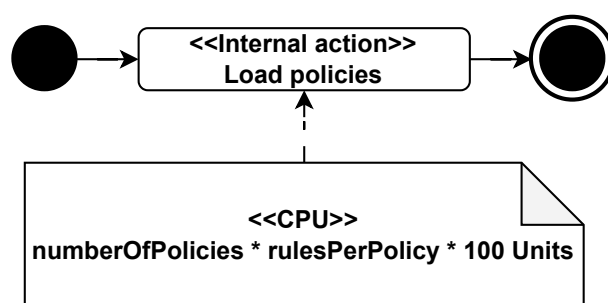 <<Internal action>>
Load policies
<<CPU>>
numberOfPolicies * rulesPerPolicy * 100 Units